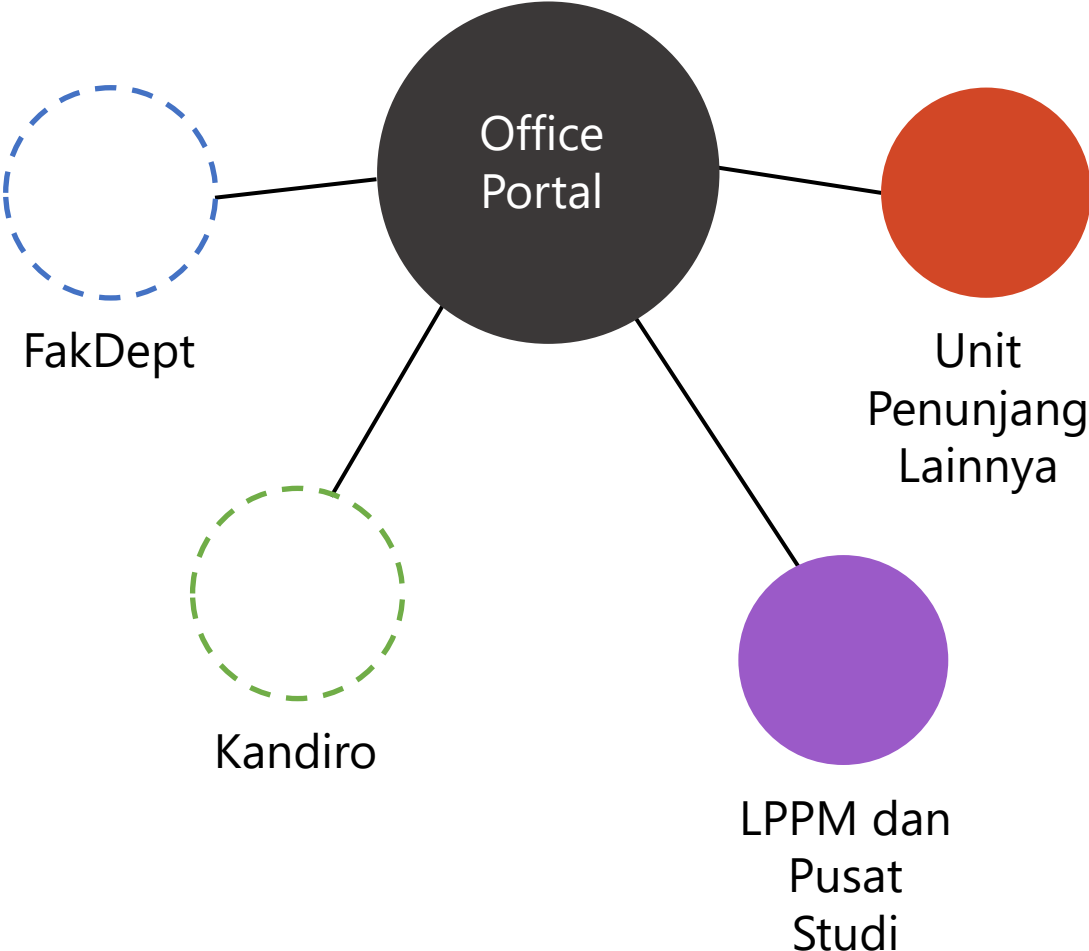 Office
Portal
FakDept
Unit
Penunjang
Lainnya
Kandiro
LPPM dan
Pusat
Studi